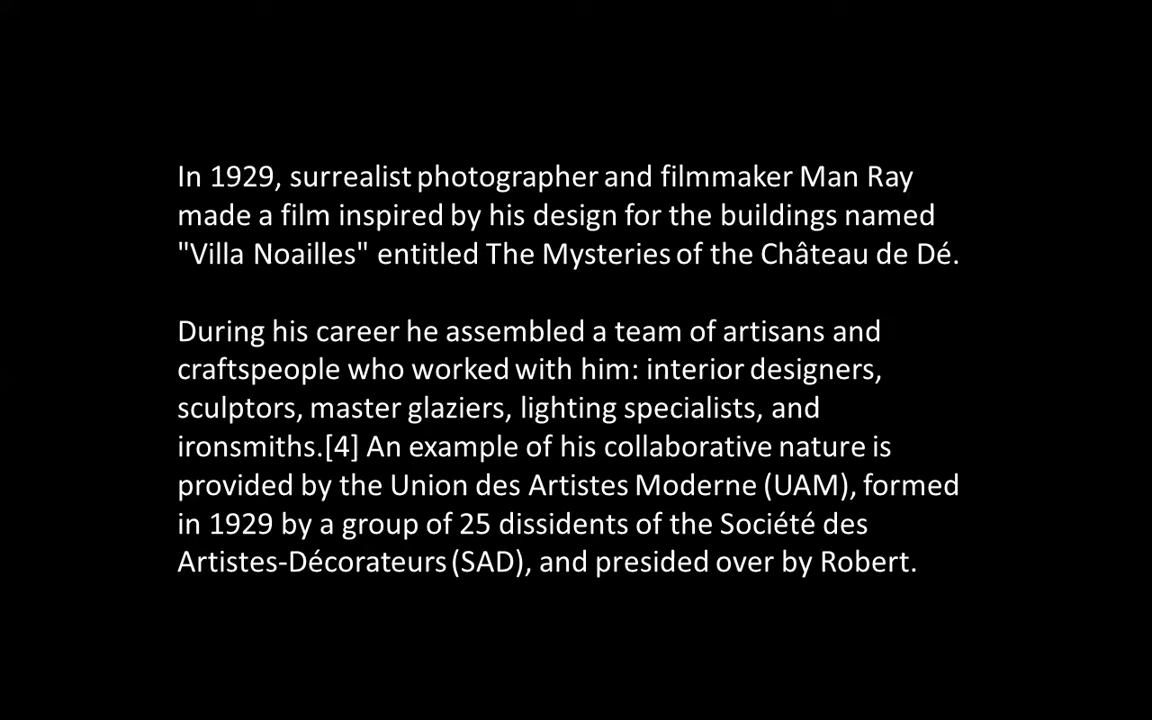 In 1929, surrealist photographer and filmmaker Man Ray
made a film inspired by his design for the buildings named
"Villa Noailles" entitled The Mysteries of the Château de Dé.
During his career he assembled a team of artisans and
craftspeople who worked with him: interior designers,
sculptors, master glaziers, lighting specialists, and
ironsmiths.[4] An example of his collaborative nature is
provided by the Union des Artistes Moderne (UAM), formed
in 1929 by a group of 25 dissidents of the Société des
Artistes-Décorateurs (SAD), and presided over by Robert.